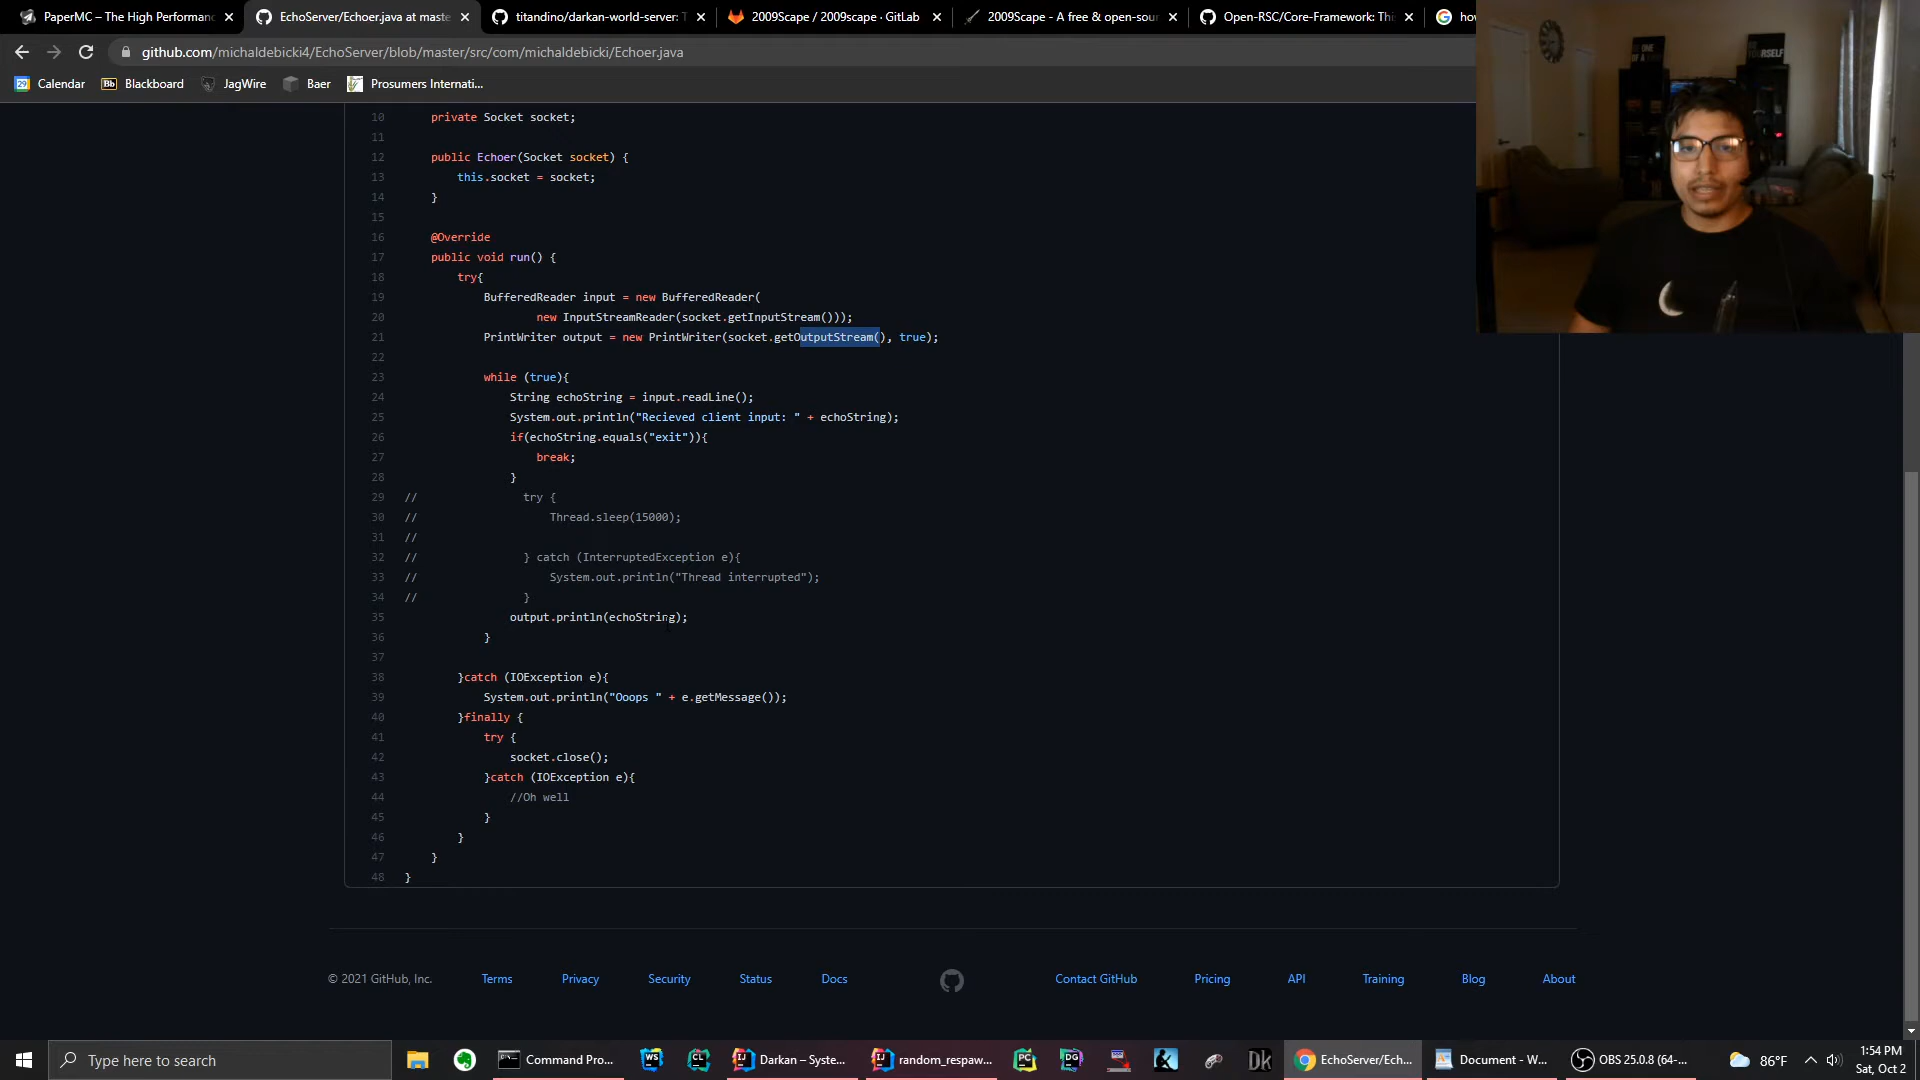 PaperMC – The High Performanc
EchoServer/Echoer.java at maste
titandino/darkan-world-server: T
2009Scape / 2009scape · GitLab
2009Scape - A free & open-sour
Open-RSC/Core-Framework: Thi
how
github.com/michaldebicki4/EchoServer/blob/master/src/com/michaldebicki/Echoer.java
Calendar
Blackboard
JagWire
Baer
Prosumers Internati...
10 private Socket socket;
11
12 public Echoer(Socket socket) {
13 this.socket = socket;
14 }
15
16 @Override
17 public void run() {
18 try{
19 BufferedReader input = new BufferedReader(
20 new InputStreamReader(socket.getInputStream()));
21 PrintWriter output = new PrintWriter(socket.getOutputStream(), true);
22
23 while (true){
24 String echoString = input.readLine();
25 System.out.println("Recieved client input: " + echoString);
26 if(echoString.equals("exit")){
27 break;
28 }
29 // try {
30 // Thread.sleep(15000);
31 //
32 // } catch (InterruptedException e){
33 // System.out.println("Thread interrupted");
34 // }
35 output.println(echoString);
36 }
37
38 }catch (IOException e){
39 System.out.println("Ooops " + e.getMessage());
40 }finally {
41 try {
42 socket.close();
43 }catch (IOException e){
44 //Oh well
45 }
46 }
47 }
48 }
© 2021 GitHub, Inc.
Terms
Privacy
Security
Status
Docs
Contact GitHub
Pricing
API
Training
Blog
About
Type here to search
Command Pro...
WS
CL
Darkan – Syste...
random_respaw...
PC
DG
DK
EchoServer/Ech...
Document - W...
OBS 25.0.8 (64-...
86°F
1:54 PM
Sat, Oct 2